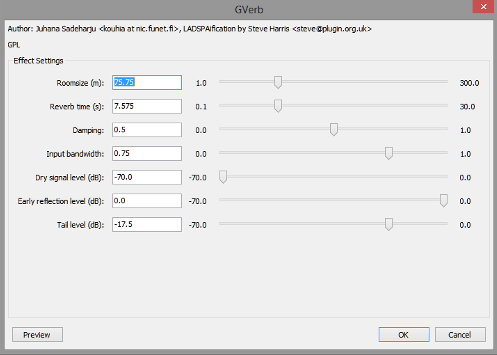 GVerb
Author: Juhana Sadeharju <kouhia at nic.funet.fi>, LADSPAification by Steve Harris <steve@plugin.org.uk>
GPL
Effect Settings
Roomsize (m): 75.75 1.0 300.0
Reverb time (s): 7.575 0.1 30.0
Damping: 0.5 0.0 1.0
Input bandwidth: 0.75 0.0 1.0
Dry signal level (dB): -70.0 -70.0 0.0
Early reflection level (dB): 0.0 -70.0 0.0
Tail level (dB): -17.5 -70.0 0.0
Preview OK Cancel